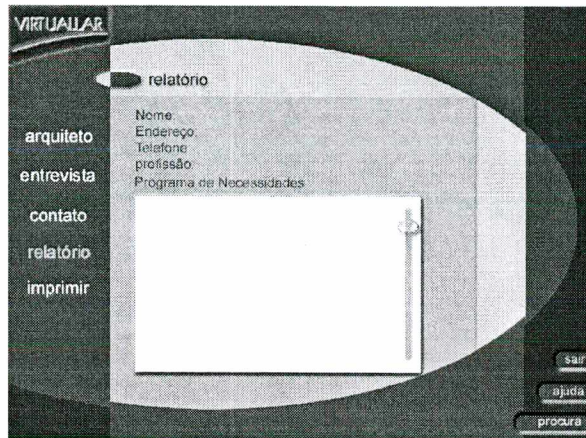 VIRTUALLAR
relatório
Nome
Endereço
Telefone
profissão
Programa de Necessidades
arquiteto
entrevista
contato
relatório
imprimir
sair
ajuda
procura